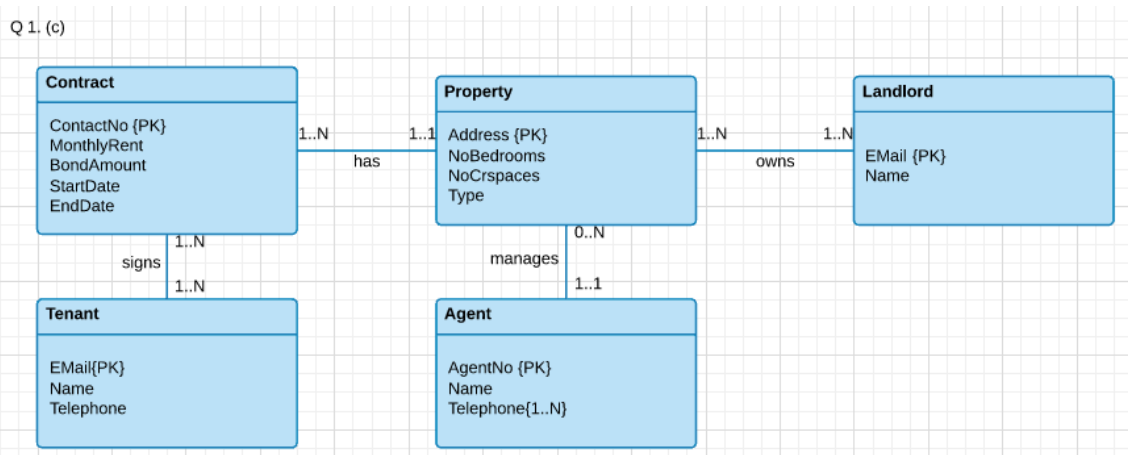 Q 1. (c)
Contract
ContactNo {PK}
MonthlyRent
BondAmount
StartDate
EndDate
1..N
has
1..1
Property
Address {PK}
NoBedrooms
NoCrspaces
Type
1..N
owns
1..N
Landlord
EMail {PK}
Name
1..N
signs
1..N
0..N
manages
1..1
Tenant
EMail{PK}
Name
Telephone
Agent
AgentNo {PK}
Name
Telephone{1..N}